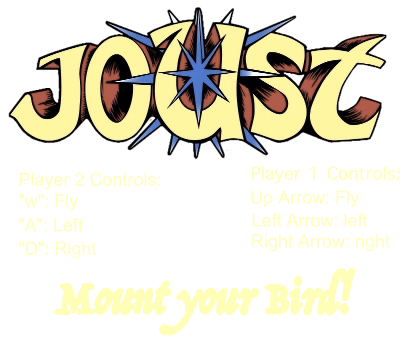 JOUST
Player 2 Controls:
"w": Fly
"A": Left
"D": Right
Player 1 Controls:
Up Arrow: Fly
Left Arrow: left
Right Arrow: right
Mount your Bird!